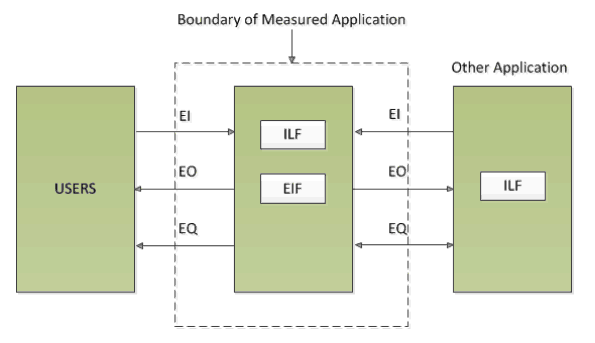 Boundary of Measured Application
Other Application
EI
EI
ILF
EO
EO
USERS
EIF
ILF
EQ
EQ